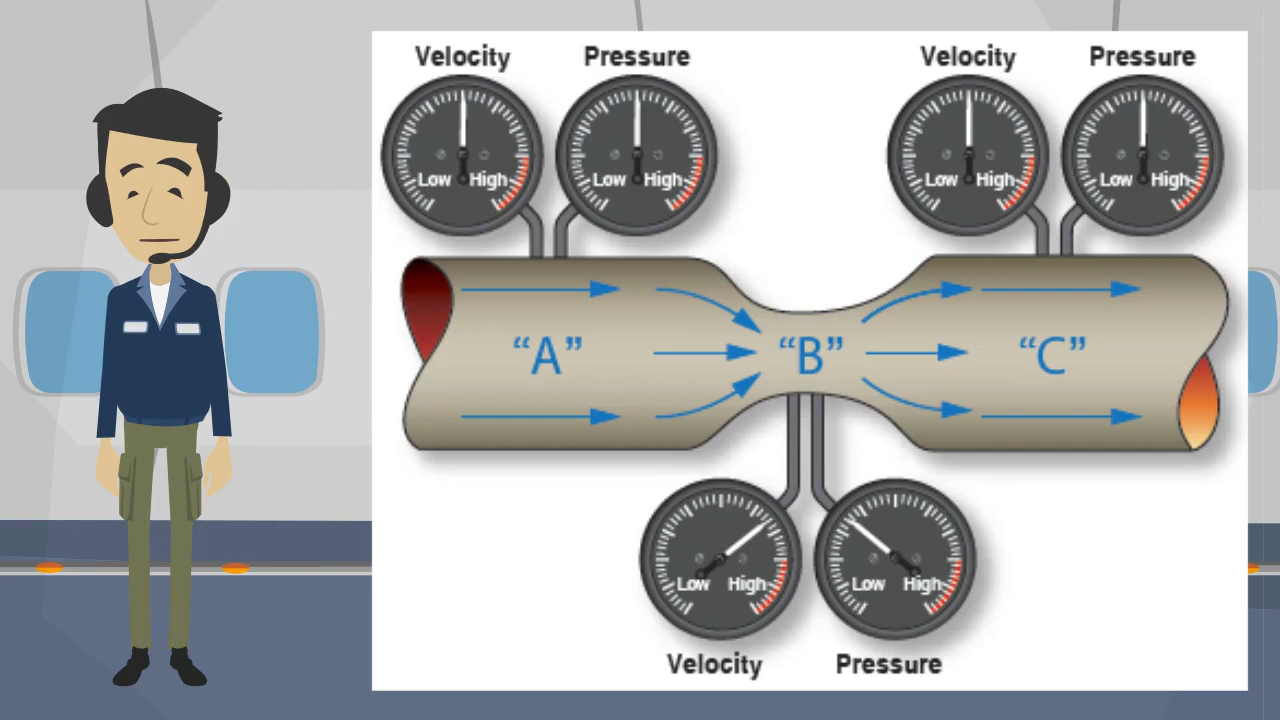 Velocity Pressure Velocity Pressure
Low High Low High Low High Low High
“A” “B” “C”
Low High Low High
Velocity Pressure